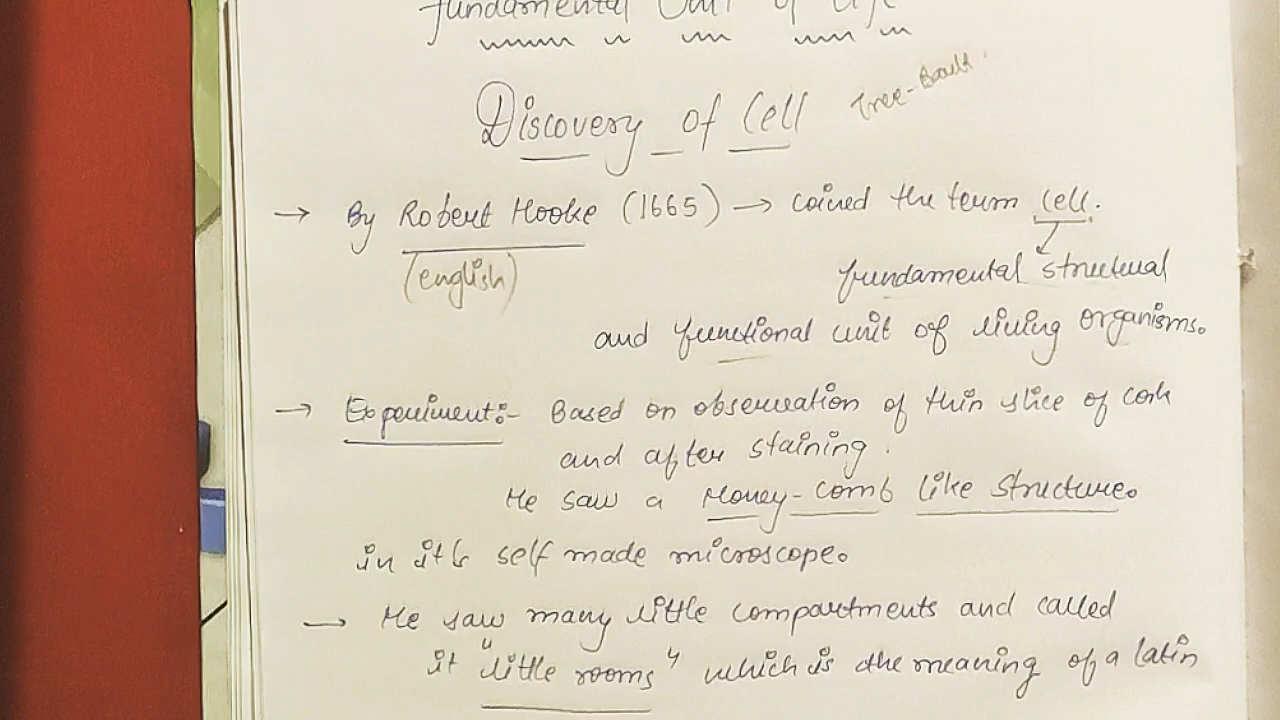 fundamental Unit of Life
Discovery of Cell
Tree-Bark.
→ By Robert Hooke (1665) → coined the term cell.
(english)
fundamental structural
and functional unit of living organisms.
→ Experiment:- Based on observation of thin slice of cork
and after staining.
He saw a Honey-comb like structure.
in it's self made microscope.
→ He saw many little compartments and called
it "little rooms" which is the meaning of a latin